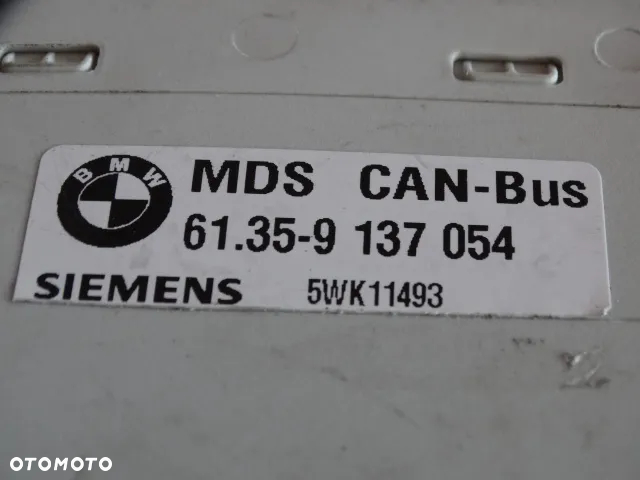 BMW
MDS CAN-Bus
61.35-9 137 054
SIEMENS 5WK11493
OTOMOTO